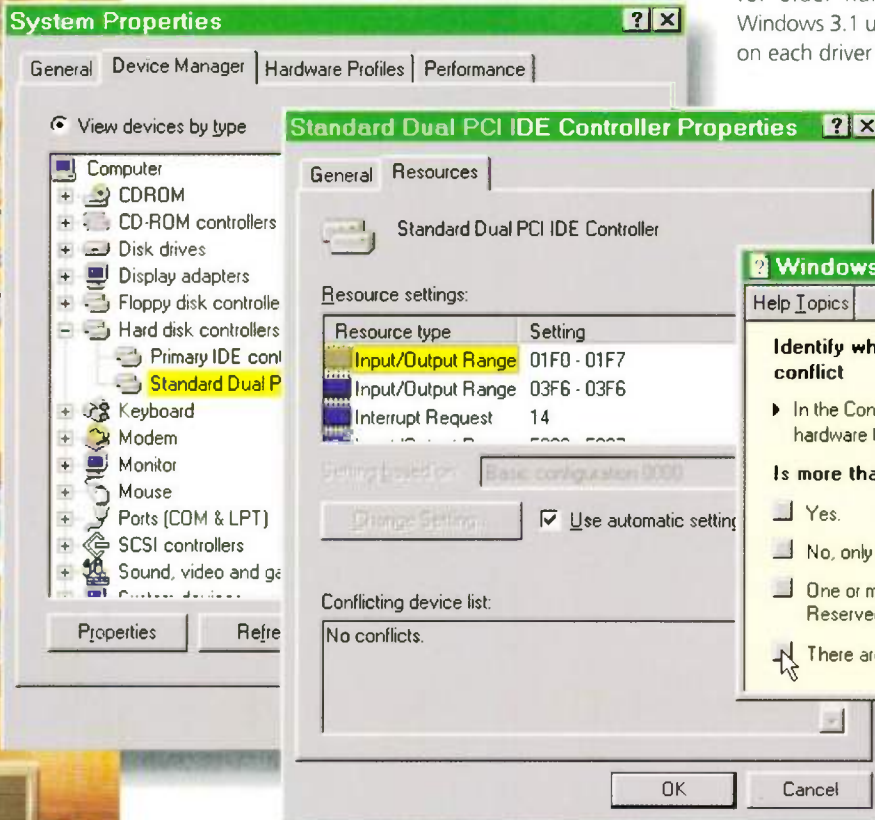 Windows 3.1 u
on each driver
System Properties
General Device Manager Hardware Profiles Performance
View devices by type
Computer
CDROM
CD-ROM controllers
Disk drives
Display adapters
Floppy disk controlle
Hard disk controllers
Primary IDE cont
Standard Dual P
Keyboard
Modem
Monitor
Mouse
Ports (COM & LPT)
SCSI controllers
Sound, video and ga
Properties Refre
Standard Dual PCI IDE Controller Properties
General Resources
Standard Dual PCI IDE Controller
Resource settings:
Resource type Setting
Input/Output Range 01F0 - 01F7
Input/Output Range 03F6 - 03F6
Interrupt Request 14
Setting based on: Basic configuration 0000
Change Setting... Use automatic setting
Conflicting device list:
No conflicts.
OK Cancel
Windows
Help Topics
Identify wh
conflict
In the Con
hardware
Is more tha
Yes.
No, only
One or m
Reserve
There are